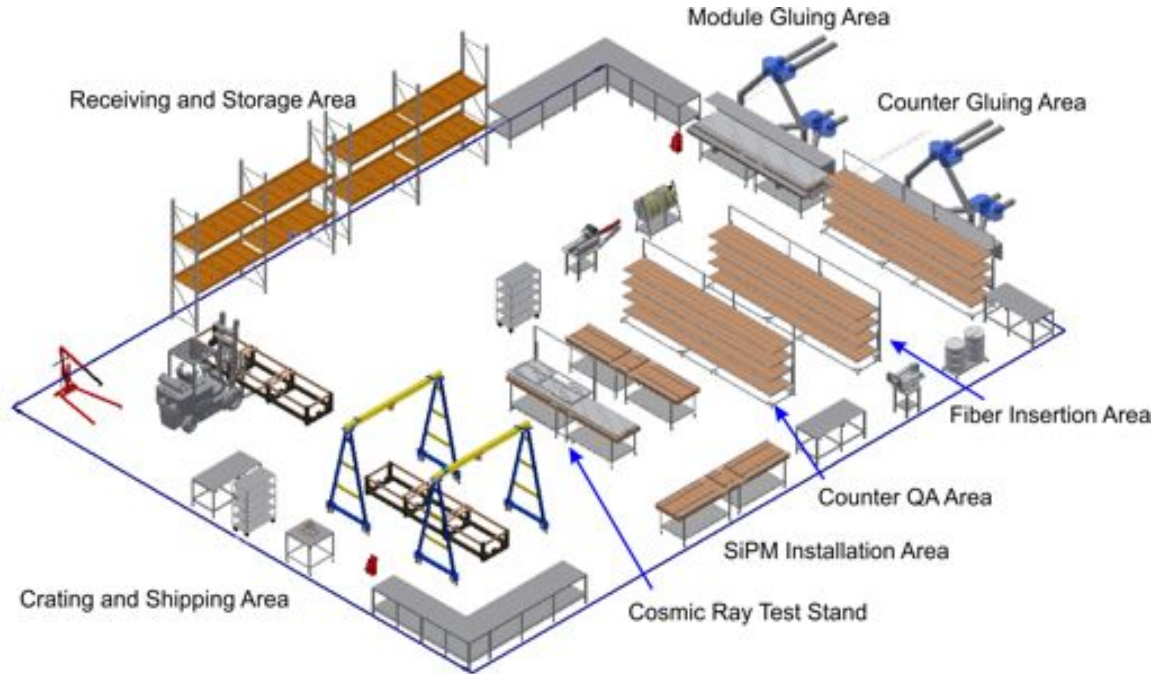 Module Gluing Area
Receiving and Storage Area
Counter Gluing Area
Fiber Insertion Area
Counter QA Area
SiPM Installation Area
Crating and Shipping Area
Cosmic Ray Test Stand